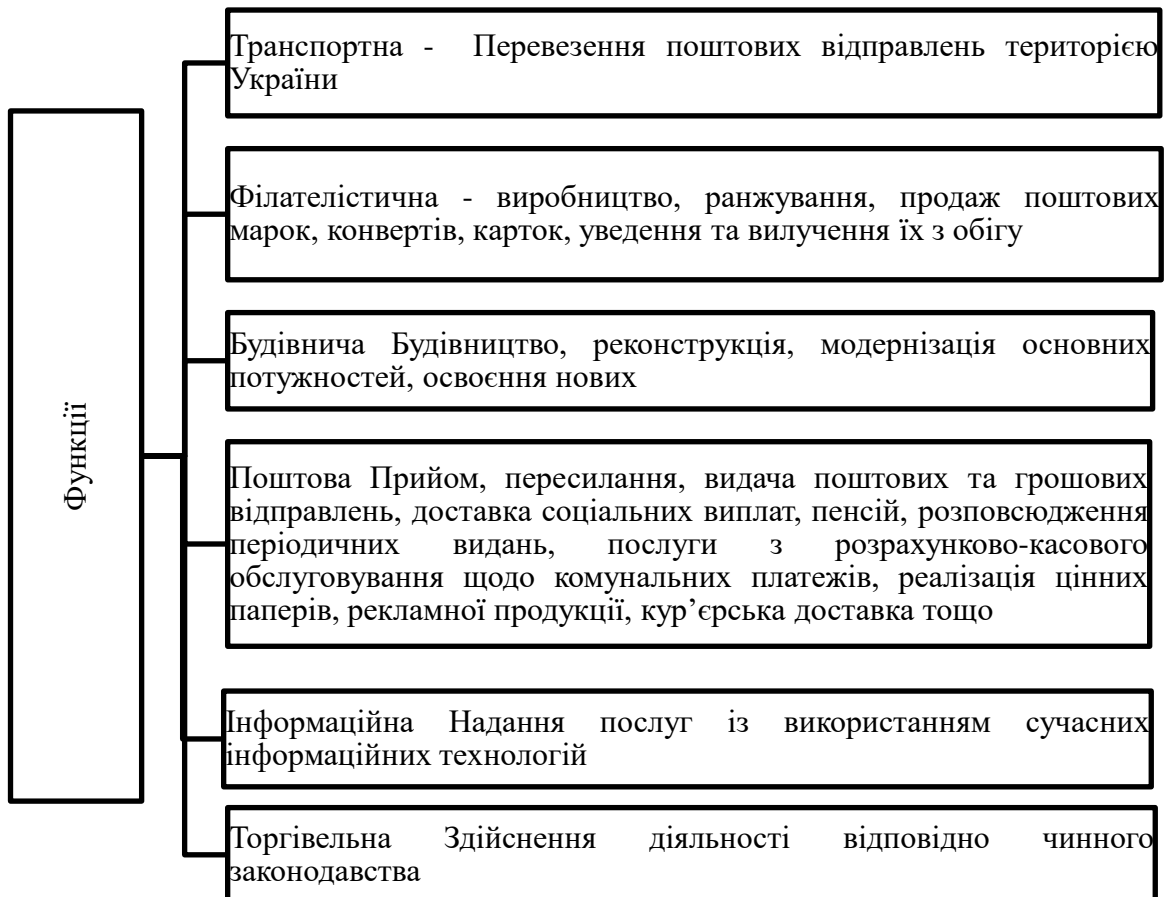 Функції
Транспортна - Перевезення поштових відправлень територією
України
Філателістична - виробництво, ранжування, продаж поштових
марок, конвертів, карток, уведення та вилучення їх з обігу
Будівнича Будівництво, реконструкція, модернізація основних
потужностей, освоєння нових
Поштова Прийом, пересилання, видача поштових та грошових
відправлень, доставка соціальних виплат, пенсій, розповсюдження
періодичних видань, послуги з розрахунково-касового
обслуговування щодо комунальних платежів, реалізація цінних
паперів, рекламної продукції, кур’єрська доставка тощо
Інформаційна Надання послуг із використанням сучасних
інформаційних технологій
Торгівельна Здійснення діяльності відповідно чинного
законодавства